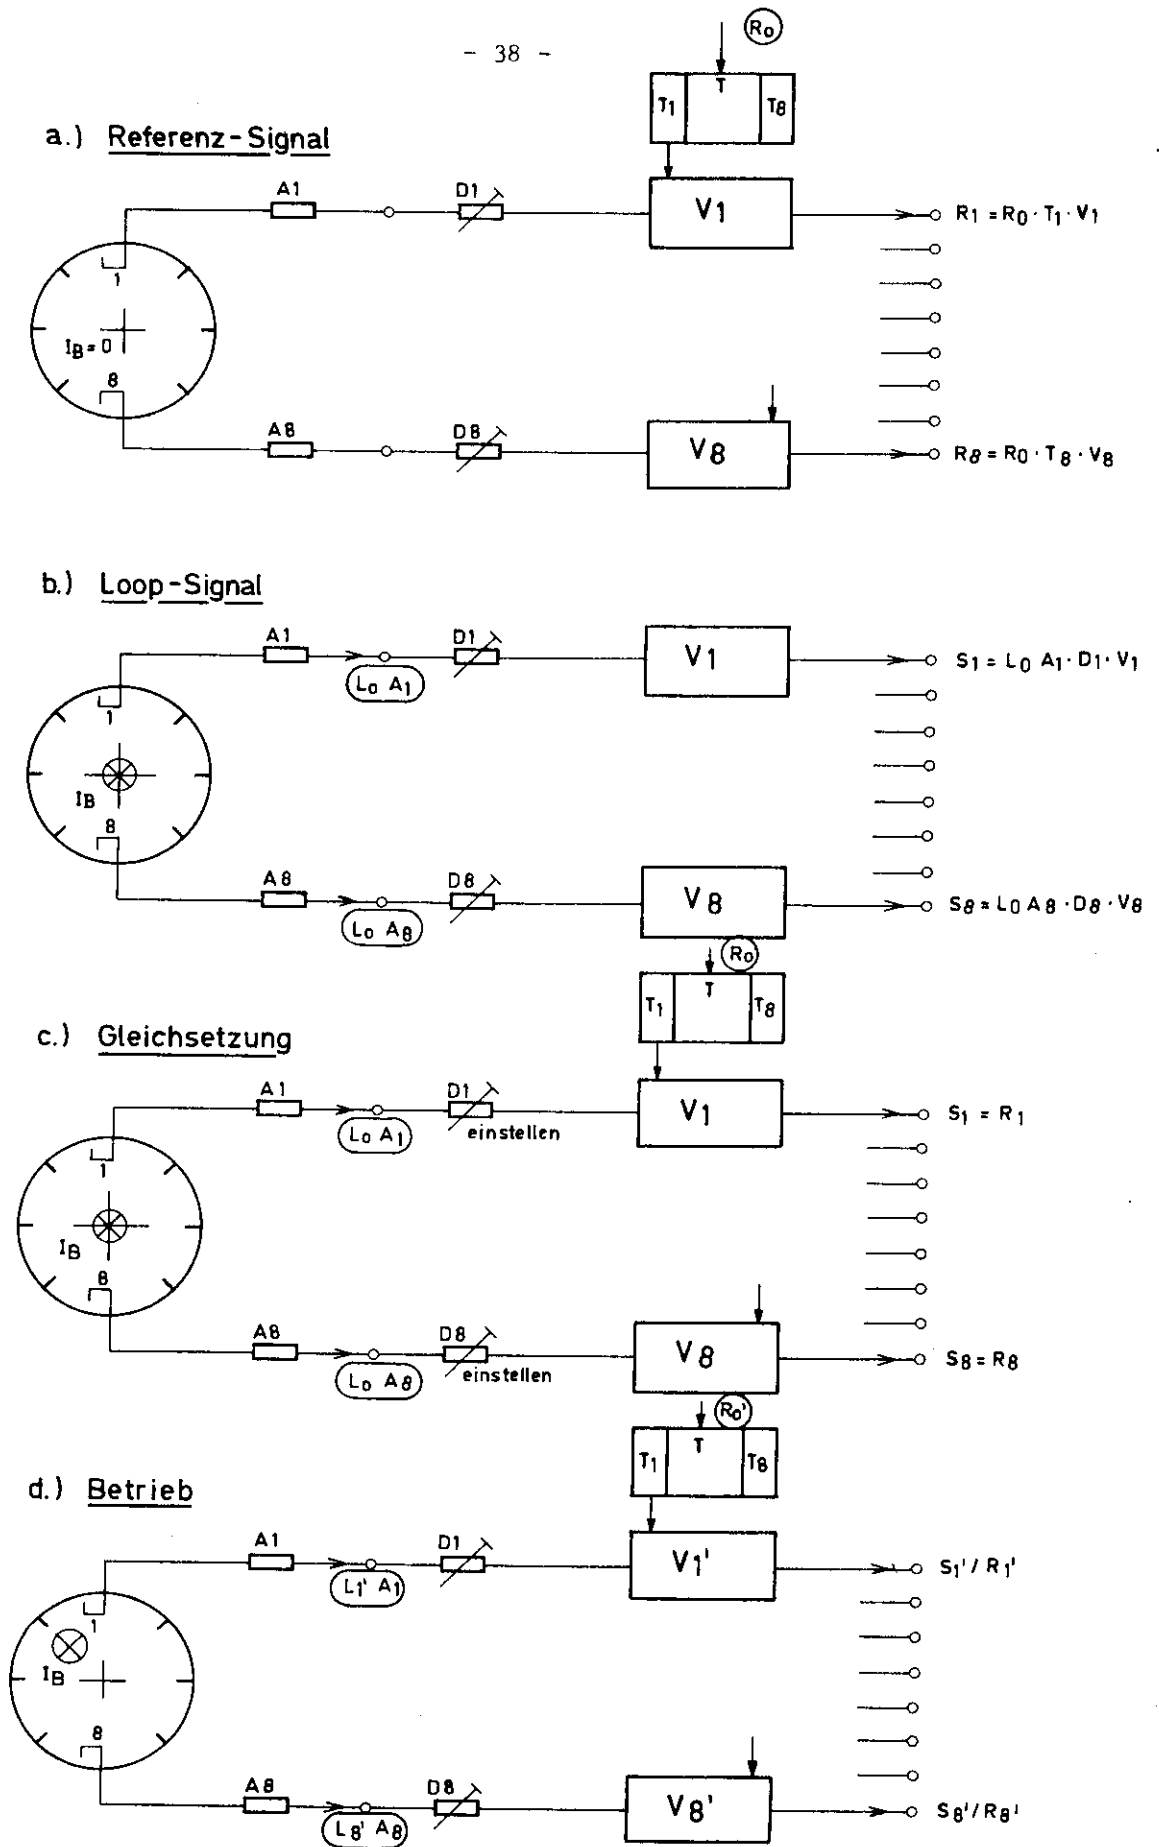 - 38 -
R0
T1 T T8
a.) Referenz-Signal
A1 D1 V1 R1 = R0 · T1 · V1
1
IB = 0
8
A8 D8 V8 R8 = R0 · T8 · V8
b.) Loop-Signal
A1 D1 V1 S1 = L0 A1 · D1 · V1
L0 A1
1
IB
8
A8 D8 V8 S8 = L0 A8 · D8 · V8
L0 A8
R0
T1 T T8
c.) Gleichsetzung
A1 D1 V1 S1 = R1
L0 A1 einstellen
1
IB
8
A8 D8 V8 S8 = R8
L0 A8 einstellen
R0'
T1 T T8
d.) Betrieb
A1 D1 V1' S1'/R1'
L1' A1
1
IB
8
A8 D8 V8' S8'/R8'
L8' A8